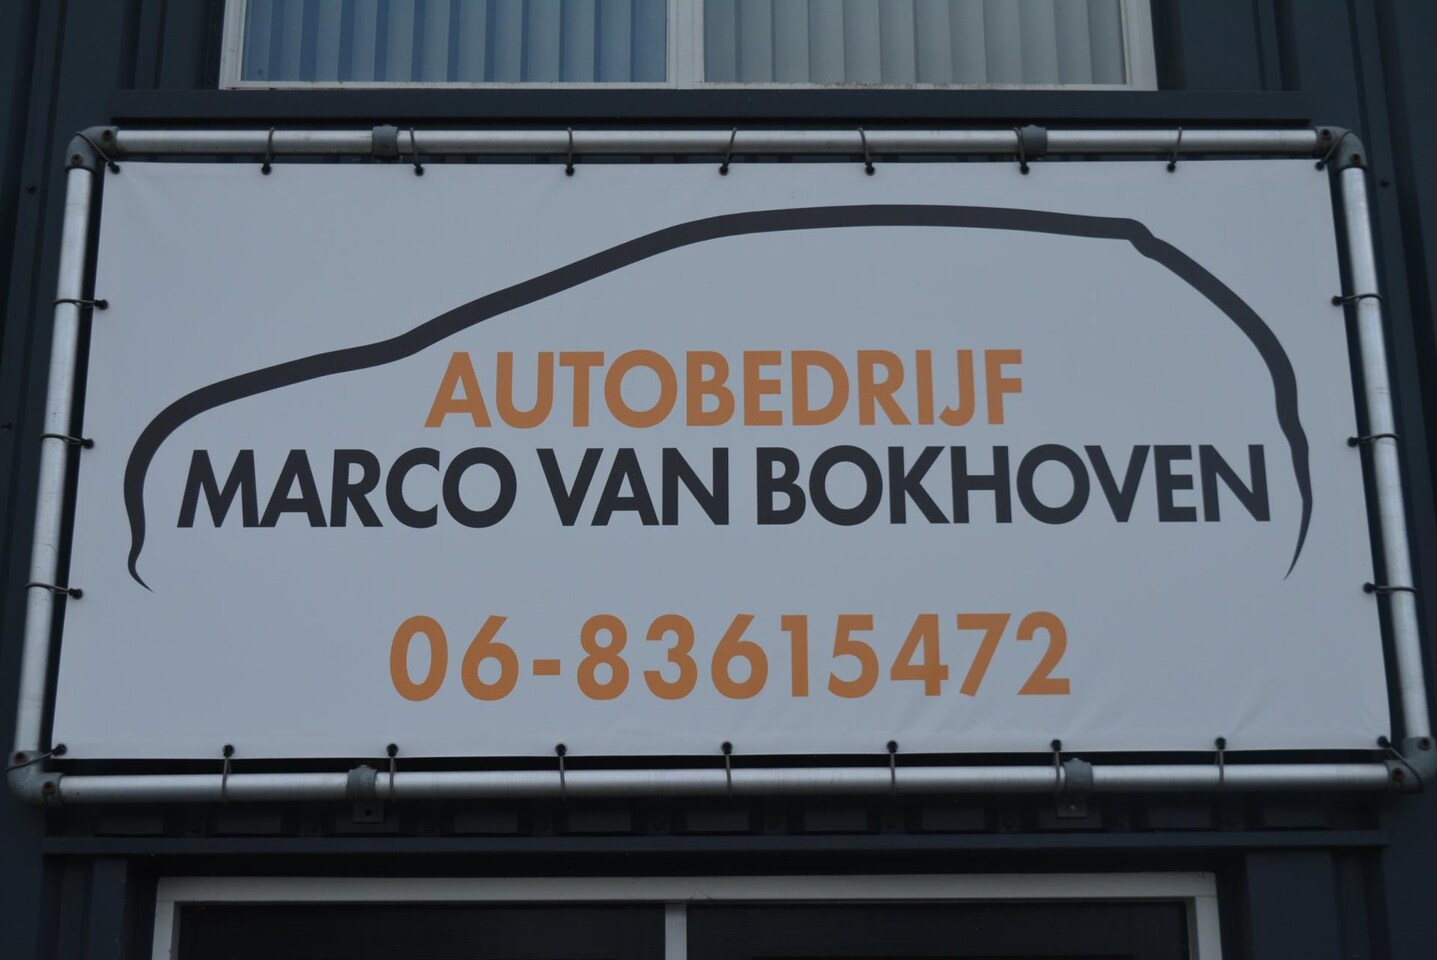 AUTOBEDRIJF
MARCO VAN BOKHOVEN
06-83615472